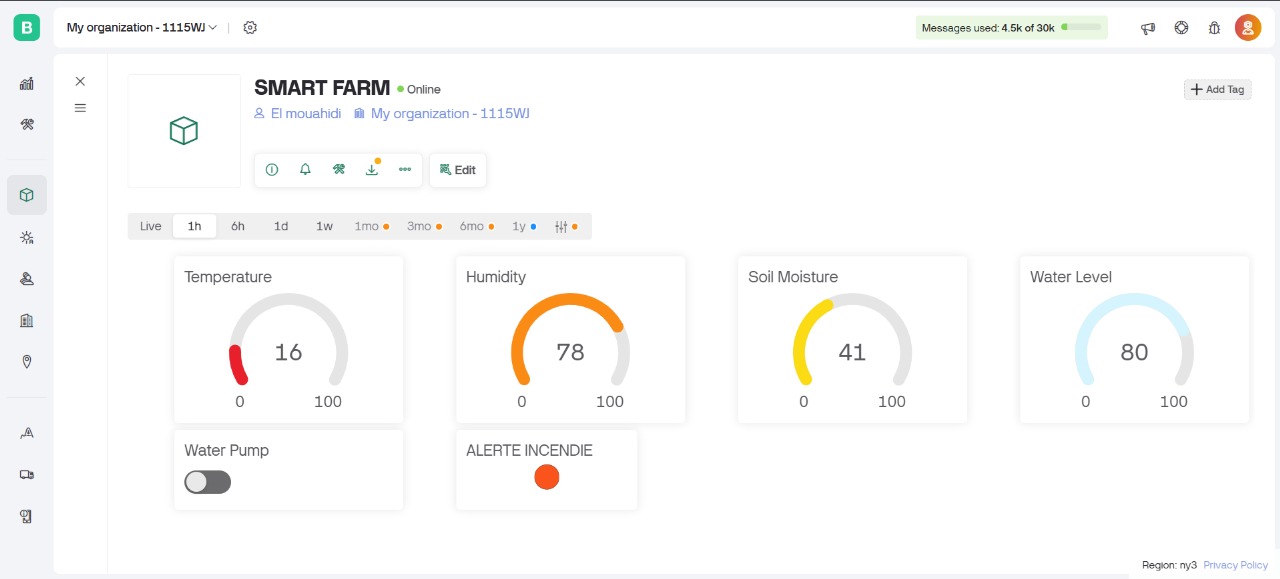 B
My organization - 1115WJ
Messages used: 4.5k of 30k
SMART FARM
Online
El mouahidi
My organization - 1115WJ
Add Tag
Edit
Live 1h 6h 1d 1w 1mo 3mo 6mo 1y
Temperature
16
0 100
Humidity
78
0 100
Soil Moisture
41
0 100
Water Level
80
0 100
Water Pump
ALERTE INCENDIE
Region: ny3 Privacy Policy